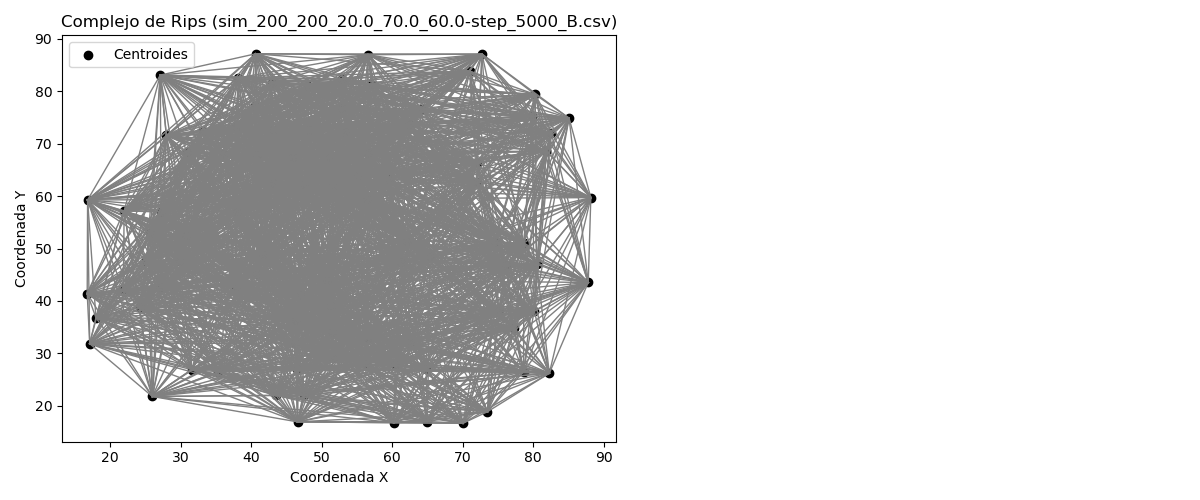 Complejo de Rips (sim_200_200_20.0_70.0_60.0-step_5000_B.csv)
Centroides
90
80
70
60
50
40
30
20
Coordenada Y
20 30 40 50 60 70 80 90
Coordenada X